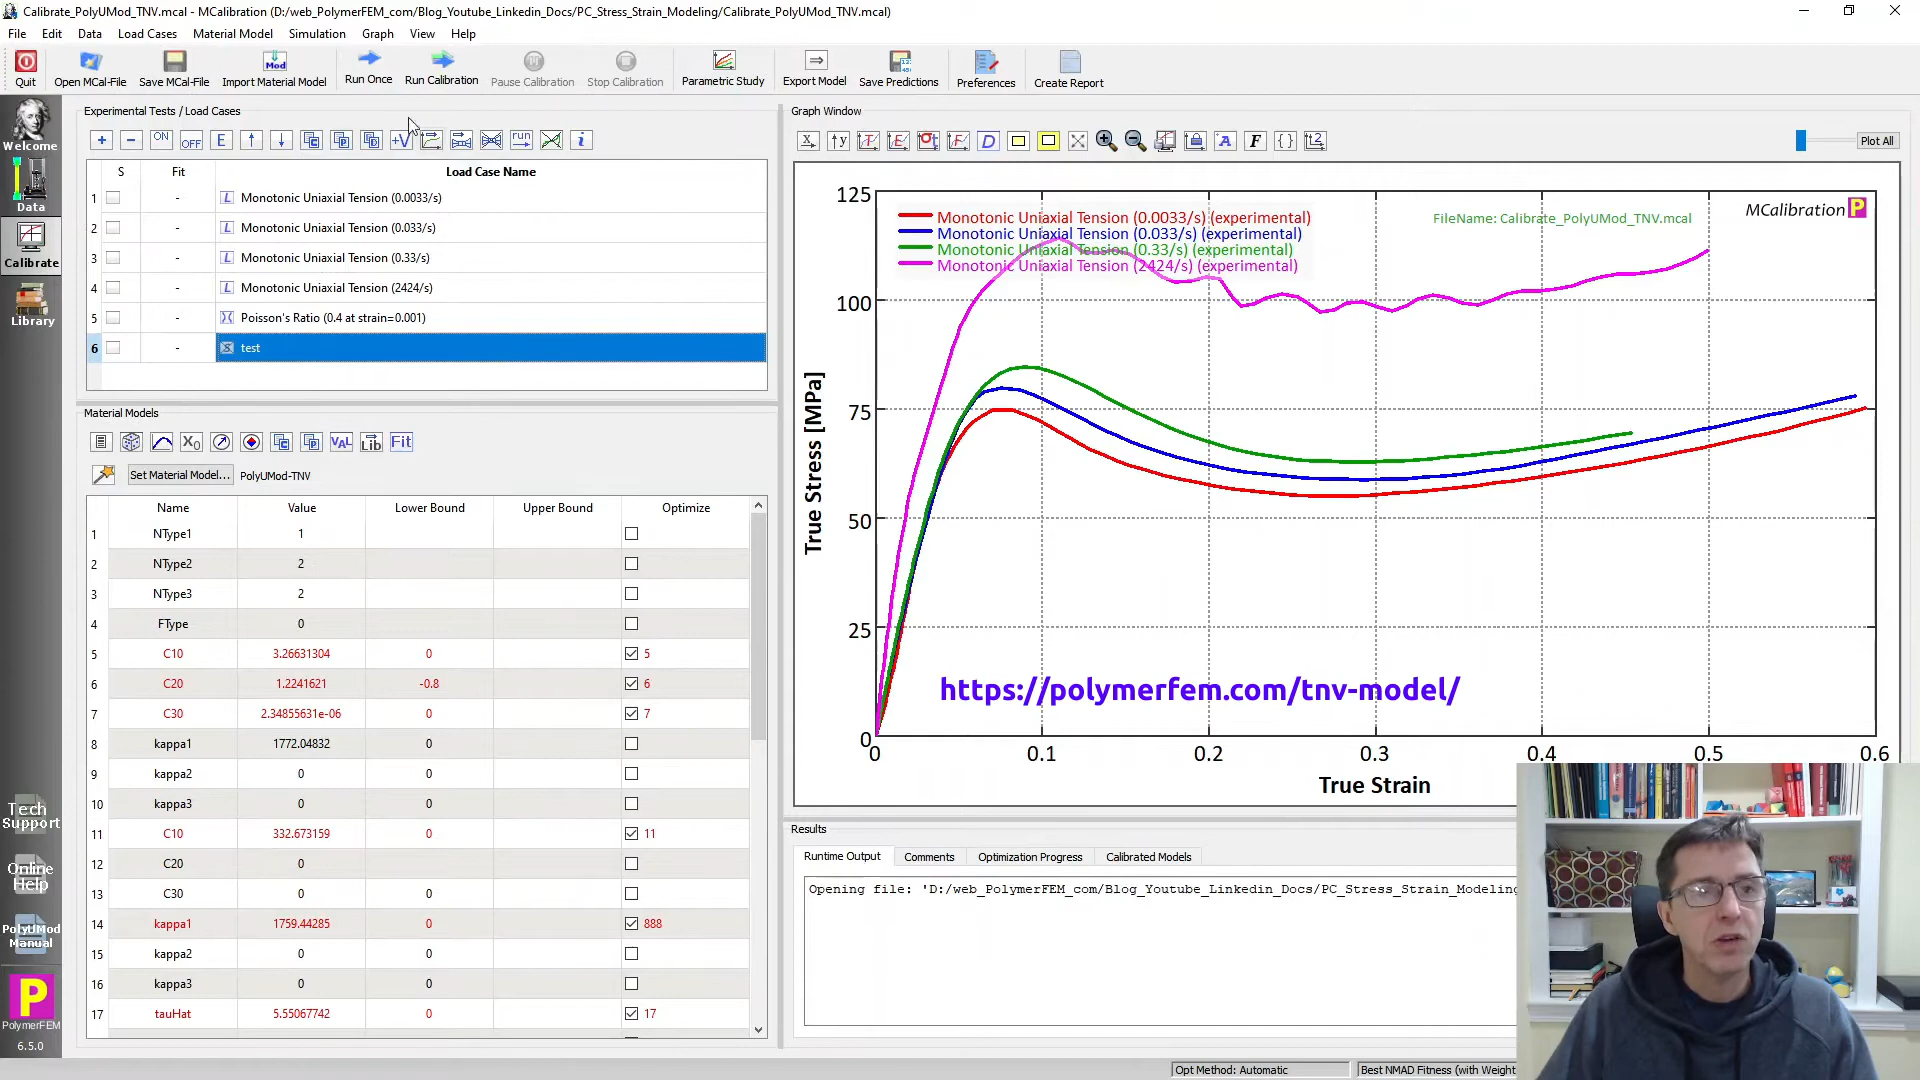 Calibrate_PolyUMod_TNV.mcal - MCalibration (D:/web_PolymerFEM_com/Blog_Youtube_Linkedin_Docs/PC_Stress_Strain_Modeling/Calibrate_PolyUMod_TNV.mcal)
File Edit Data Load Cases Material Model Simulation Graph View Help
Quit Open MCal-File Save MCal-File Import Material Model Run Once Run Calibration Pause Calibration Stop Calibration Parametric Study Export Model Save Predictions Preferences Create Report
Welcome
Data
Calibrate
Library
Tech Support
Online Help
PolyUMod Manual
PolymerFEM
6.5.0
Experimental Tests / Load Cases
S Fit Load Case Name
1 - L Monotonic Uniaxial Tension (0.0033/s)
2 - L Monotonic Uniaxial Tension (0.033/s)
3 - L Monotonic Uniaxial Tension (0.33/s)
4 - L Monotonic Uniaxial Tension (2424/s)
5 - Poisson's Ratio (0.4 at strain=0.001)
6 - S test
Material Models
Set Material Model... PolyUMod-TNV
Name Value Lower Bound Upper Bound Optimize
1 NType1 1
2 NType2 2
3 NType3 2
4 FType 0
5 C10 3.26631304 0 5
6 C20 1.2241621 -0.8 6
7 C30 2.34855631e-06 0 7
8 kappa1 1772.04832 0
9 kappa2 0 0
10 kappa3 0 0
11 C10 332.673159 0 11
12 C20 0
13 C30 0 0
14 kappa1 1759.44285 0 888
15 kappa2 0 0
16 kappa3 0 0
17 tauHat 5.55067742 0 17
Graph Window
Plot All
Monotonic Uniaxial Tension (0.0033/s) (experimental)
Monotonic Uniaxial Tension (0.033/s) (experimental)
Monotonic Uniaxial Tension (0.33/s) (experimental)
Monotonic Uniaxial Tension (2424/s) (experimental)
FileName: Calibrate_PolyUMod_TNV.mcal
MCalibration P
True Stress [MPa]
125
100
75
50
25
0
0 0.1 0.2 0.3 0.4 0.5 0.6
True Strain
https://polymerfem.com/tnv-model/
Results
Runtime Output Comments Optimization Progress Calibrated Models
Opening file: 'D:/web_PolymerFEM_com/Blog_Youtube_Linkedin_Docs/PC_Stress_Strain_Modeling
Opt Method: Automatic Best NMAD Fitness (with Weight